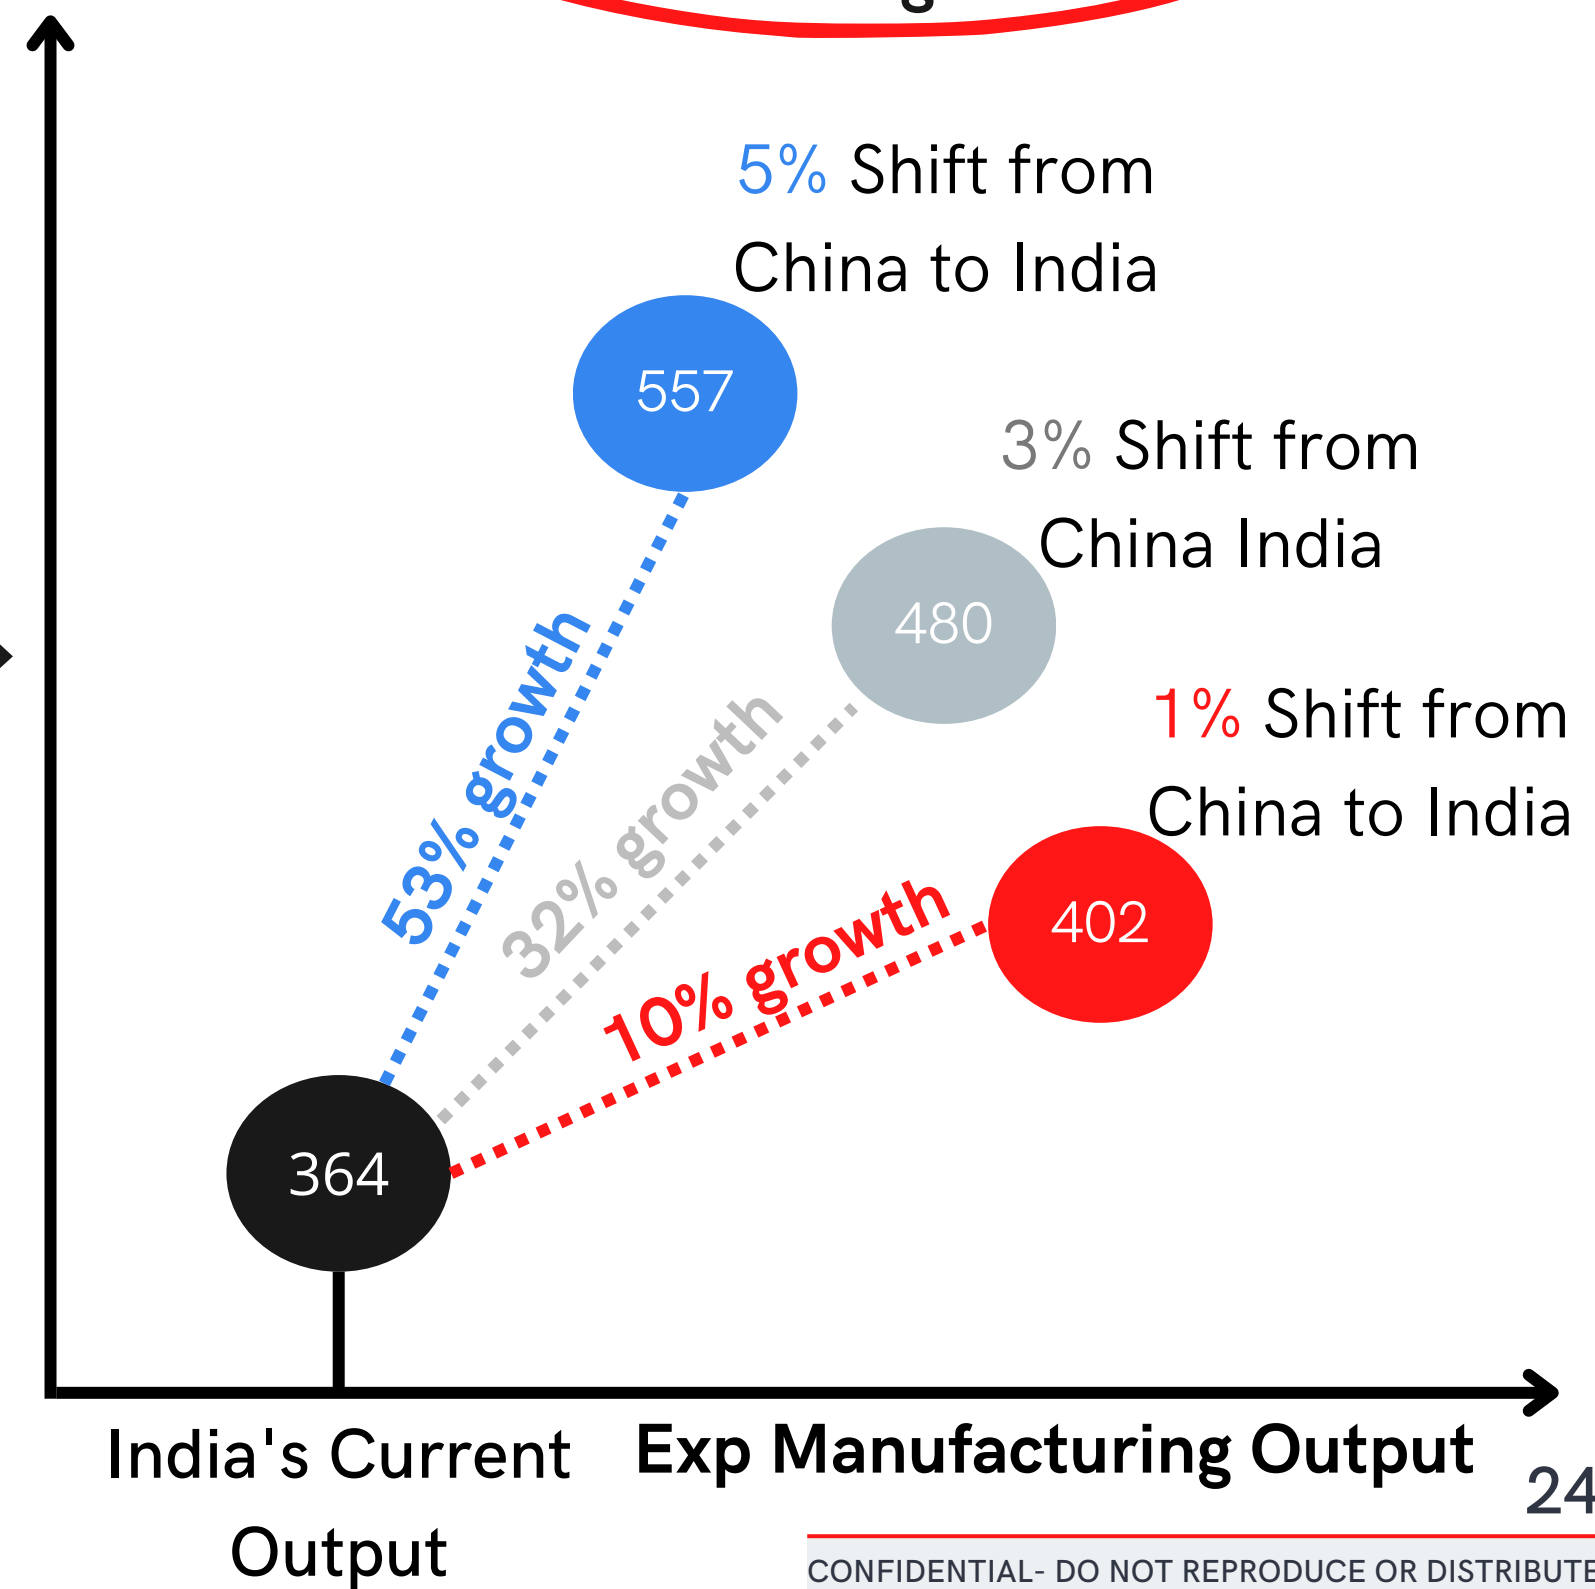 5% Shift from
China to India
557
3% Shift from
China India
480
1% Shift from
China to India
402
53% growth
32% growth
10% growth
364
India's Current
Output
Exp Manufacturing Output
24
CONFIDENTIAL- DO NOT REPRODUCE OR DISTRIBUTE